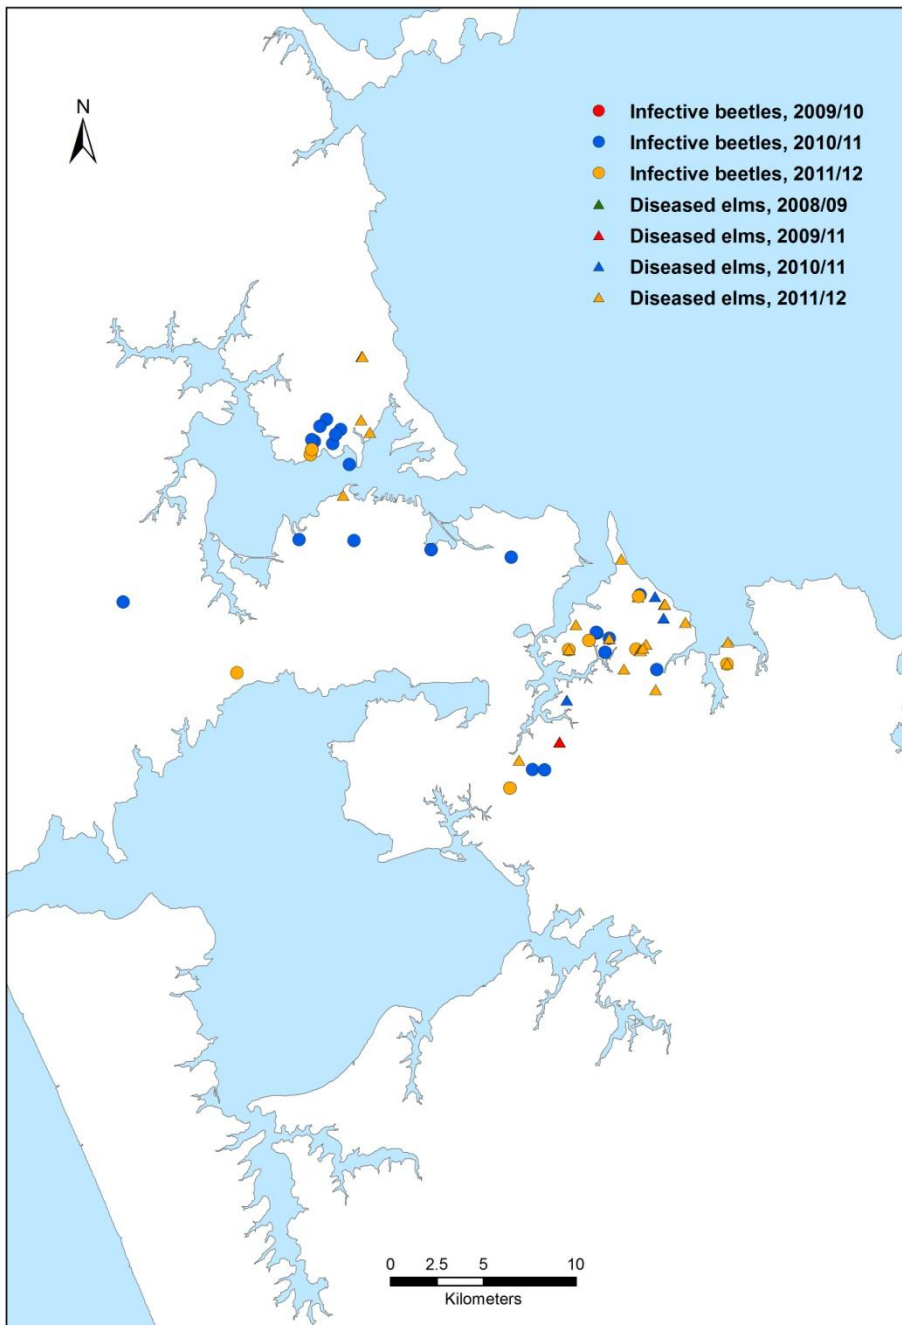 N
Infective beetles, 2009/10
Infective beetles, 2010/11
Infective beetles, 2011/12
Diseased elms, 2008/09
Diseased elms, 2009/11
Diseased elms, 2010/11
Diseased elms, 2011/12
0 2.5 5 10
Kilometers